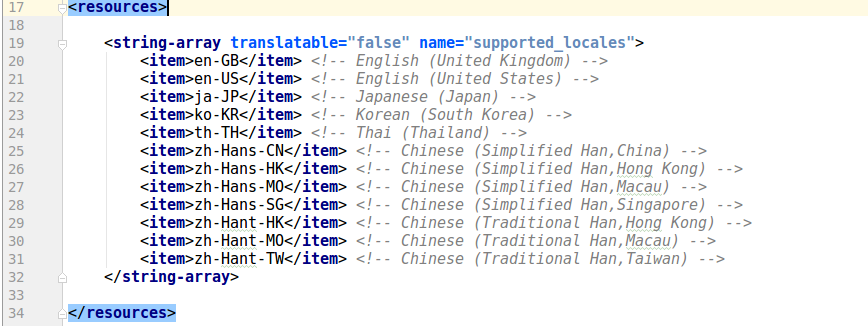 17 <resources>
18
19 <string-array translatable="false" name="supported_locales">
20 <item>en-GB</item> <!-- English (United Kingdom) -->
21 <item>en-US</item> <!-- English (United States) -->
22 <item>ja-JP</item> <!-- Japanese (Japan) -->
23 <item>ko-KR</item> <!-- Korean (South Korea) -->
24 <item>th-TH</item> <!-- Thai (Thailand) -->
25 <item>zh-Hans-CN</item> <!-- Chinese (Simplified Han,China) -->
26 <item>zh-Hans-HK</item> <!-- Chinese (Simplified Han,Hong Kong) -->
27 <item>zh-Hans-MO</item> <!-- Chinese (Simplified Han,Macau) -->
28 <item>zh-Hans-SG</item> <!-- Chinese (Simplified Han,Singapore) -->
29 <item>zh-Hant-HK</item> <!-- Chinese (Traditional Han,Hong Kong) -->
30 <item>zh-Hant-MO</item> <!-- Chinese (Traditional Han,Macau) -->
31 <item>zh-Hant-TW</item> <!-- Chinese (Traditional Han,Taiwan) -->
32 </string-array>
33
34 </resources>